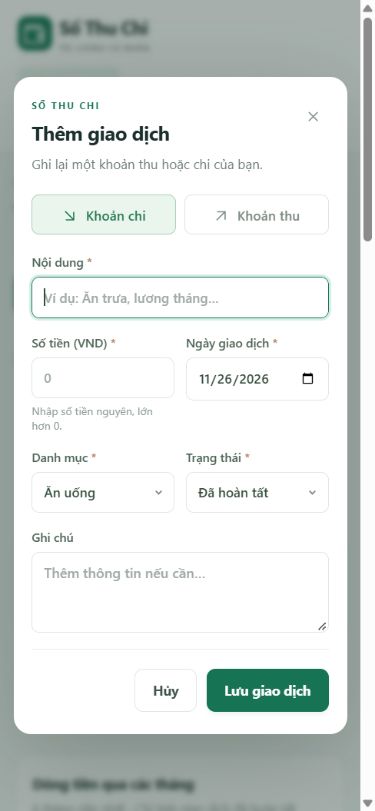 Sổ Thu Chi
SỔ THU CHI
Thêm giao dịch
Ghi lại một khoản thu hoặc chi của bạn.
Khoản chi
Khoản thu
Nội dung *
Ví dụ: Ăn trưa, lương tháng...
Số tiền (VND) *
Ngày giao dịch *
0
11/26/2026
Nhập số tiền nguyên, lớn
hơn 0.
Danh mục *
Trạng thái *
Ăn uống
Đã hoàn tất
Ghi chú
Thêm thông tin nếu cần...
Hủy
Lưu giao dịch
Dòng tiền qua các tháng